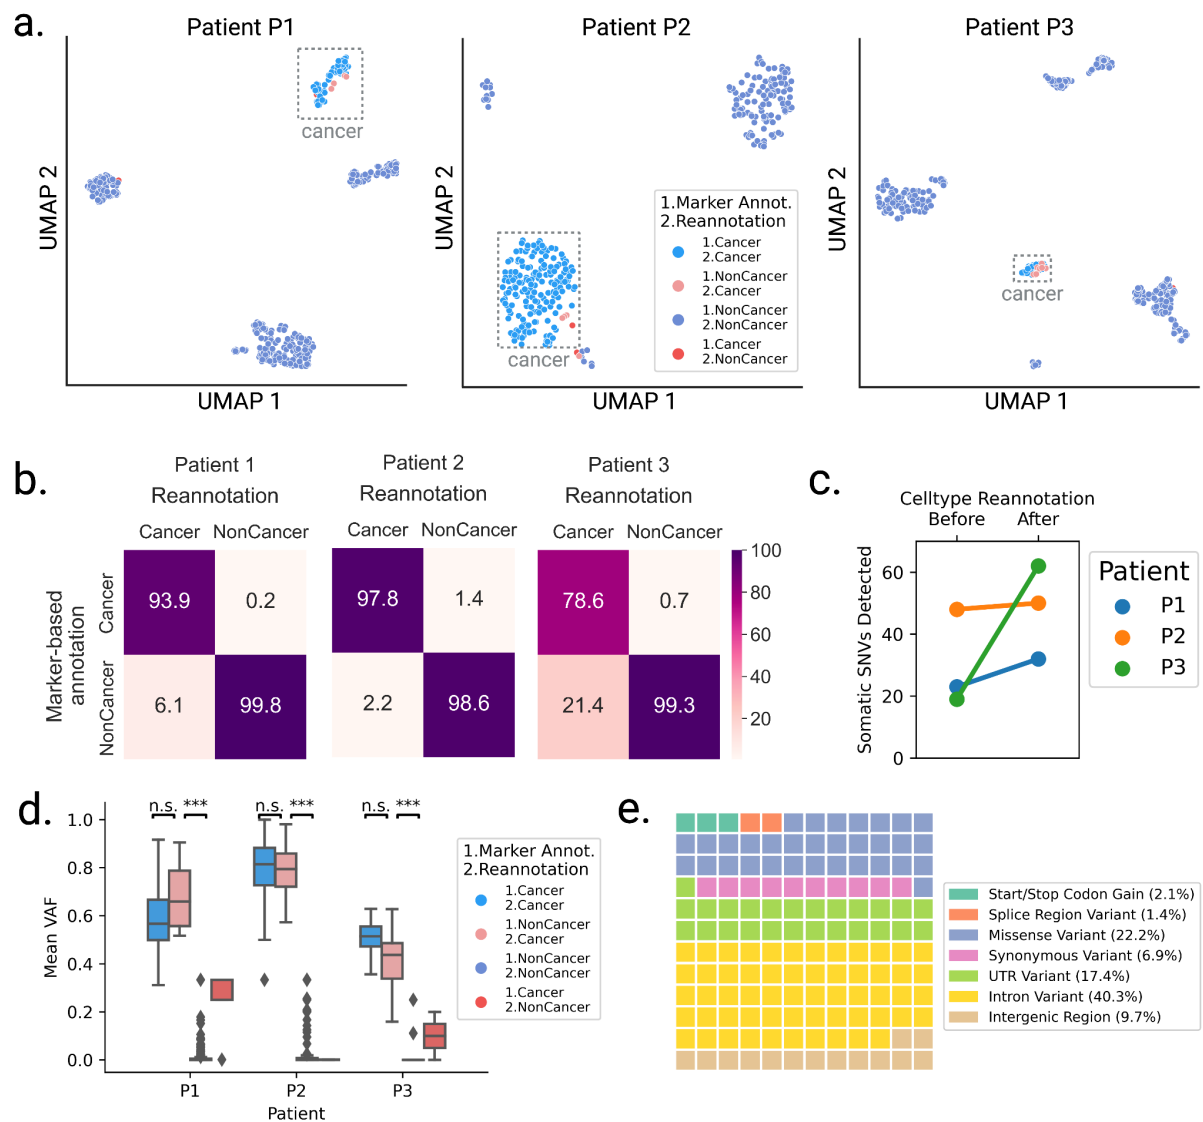 a.
Patient P1
Patient P2
Patient P3
cancer
cancer
cancer
UMAP 2
UMAP 2
UMAP 2
UMAP 1
UMAP 1
UMAP 1
1.Marker Annot.
2.Reannotation
1.Cancer
2.Cancer
1.NonCancer
2.Cancer
1.NonCancer
2.NonCancer
1.Cancer
2.NonCancer
b.
Patient 1
Reannotation
Cancer NonCancer
Patient 2
Reannotation
Cancer NonCancer
Patient 3
Reannotation
Cancer NonCancer
Marker-based
annotation
Cancer
NonCancer
93.9 0.2
6.1 99.8
97.8 1.4
2.2 98.6
78.6 0.7
21.4 99.3
100
80
60
40
20
c.
Celltype Reannotation
Before After
Somatic SNVs Detected
60
40
20
0
Patient
P1
P2
P3
d.
n.s. ***
n.s. ***
n.s. ***
Mean VAF
1.0
0.8
0.6
0.4
0.2
0.0
P1
P2
P3
Patient
1.Marker Annot.
2.Reannotation
1.Cancer
2.Cancer
1.NonCancer
2.Cancer
1.NonCancer
2.NonCancer
1.Cancer
2.NonCancer
e.
Start/Stop Codon Gain (2.1%)
Splice Region Variant (1.4%)
Missense Variant (22.2%)
Synonymous Variant (6.9%)
UTR Variant (17.4%)
Intron Variant (40.3%)
Intergenic Region (9.7%)